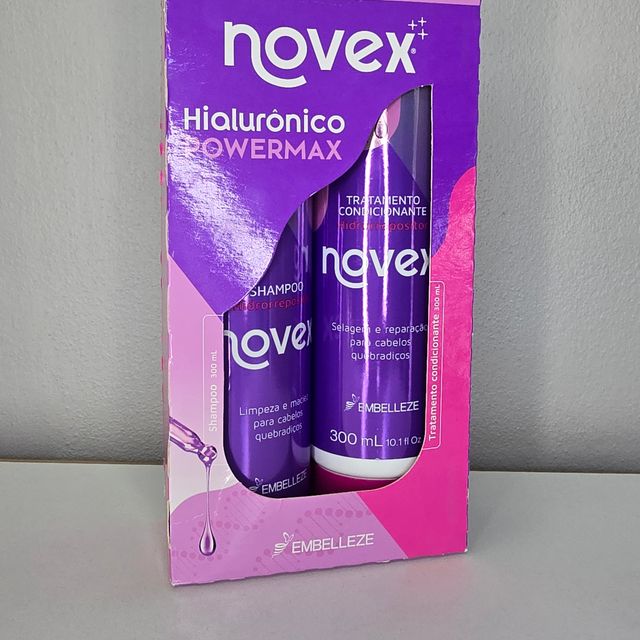 novex
Hialurônico
POWERMAX
TRATAMENTO
CONDICIONANTE
novex
Selagem e reparação
para cabelos
quebradiços
EMBELLEZE
300 mL 10.1 fl Oz
SHAMPOO
novex
Limpeza e
para cabelos
quebradiços
EMBELLEZE
Shampoo 300 mL
Tratamento condicionante 300 mL
EMBELLEZE